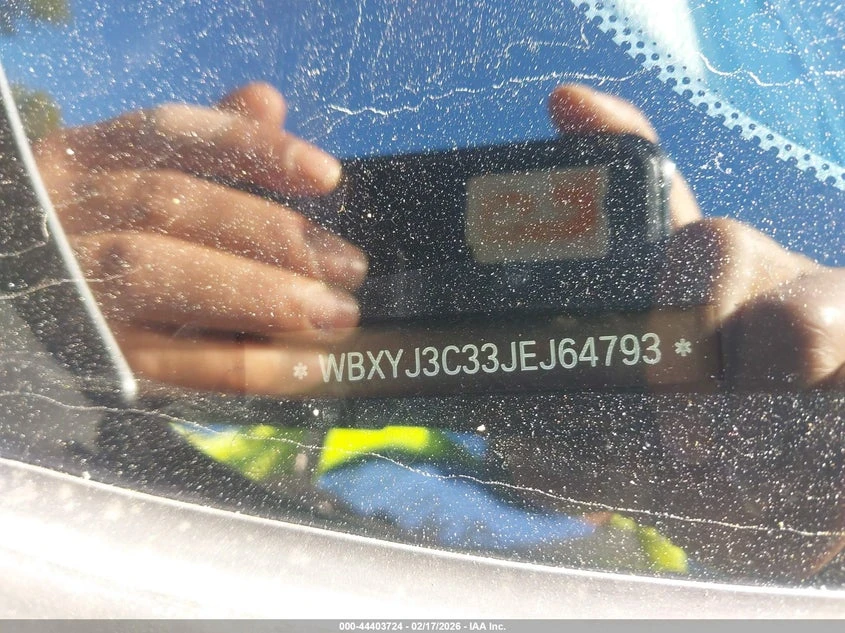 * WBXYJ3C33JEJ64793 *
000-44403724 - 02/17/2026 - IAA Inc.